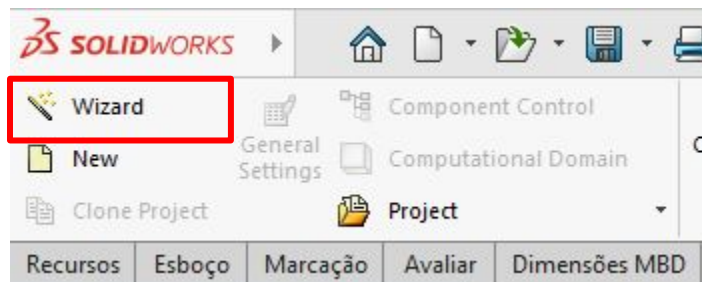 SOLIDWORKS
Wizard
New
Clone Project
General
Settings
Component Control
Computational Domain
Project
Recursos Esboço Marcação Avaliar Dimensões MBD